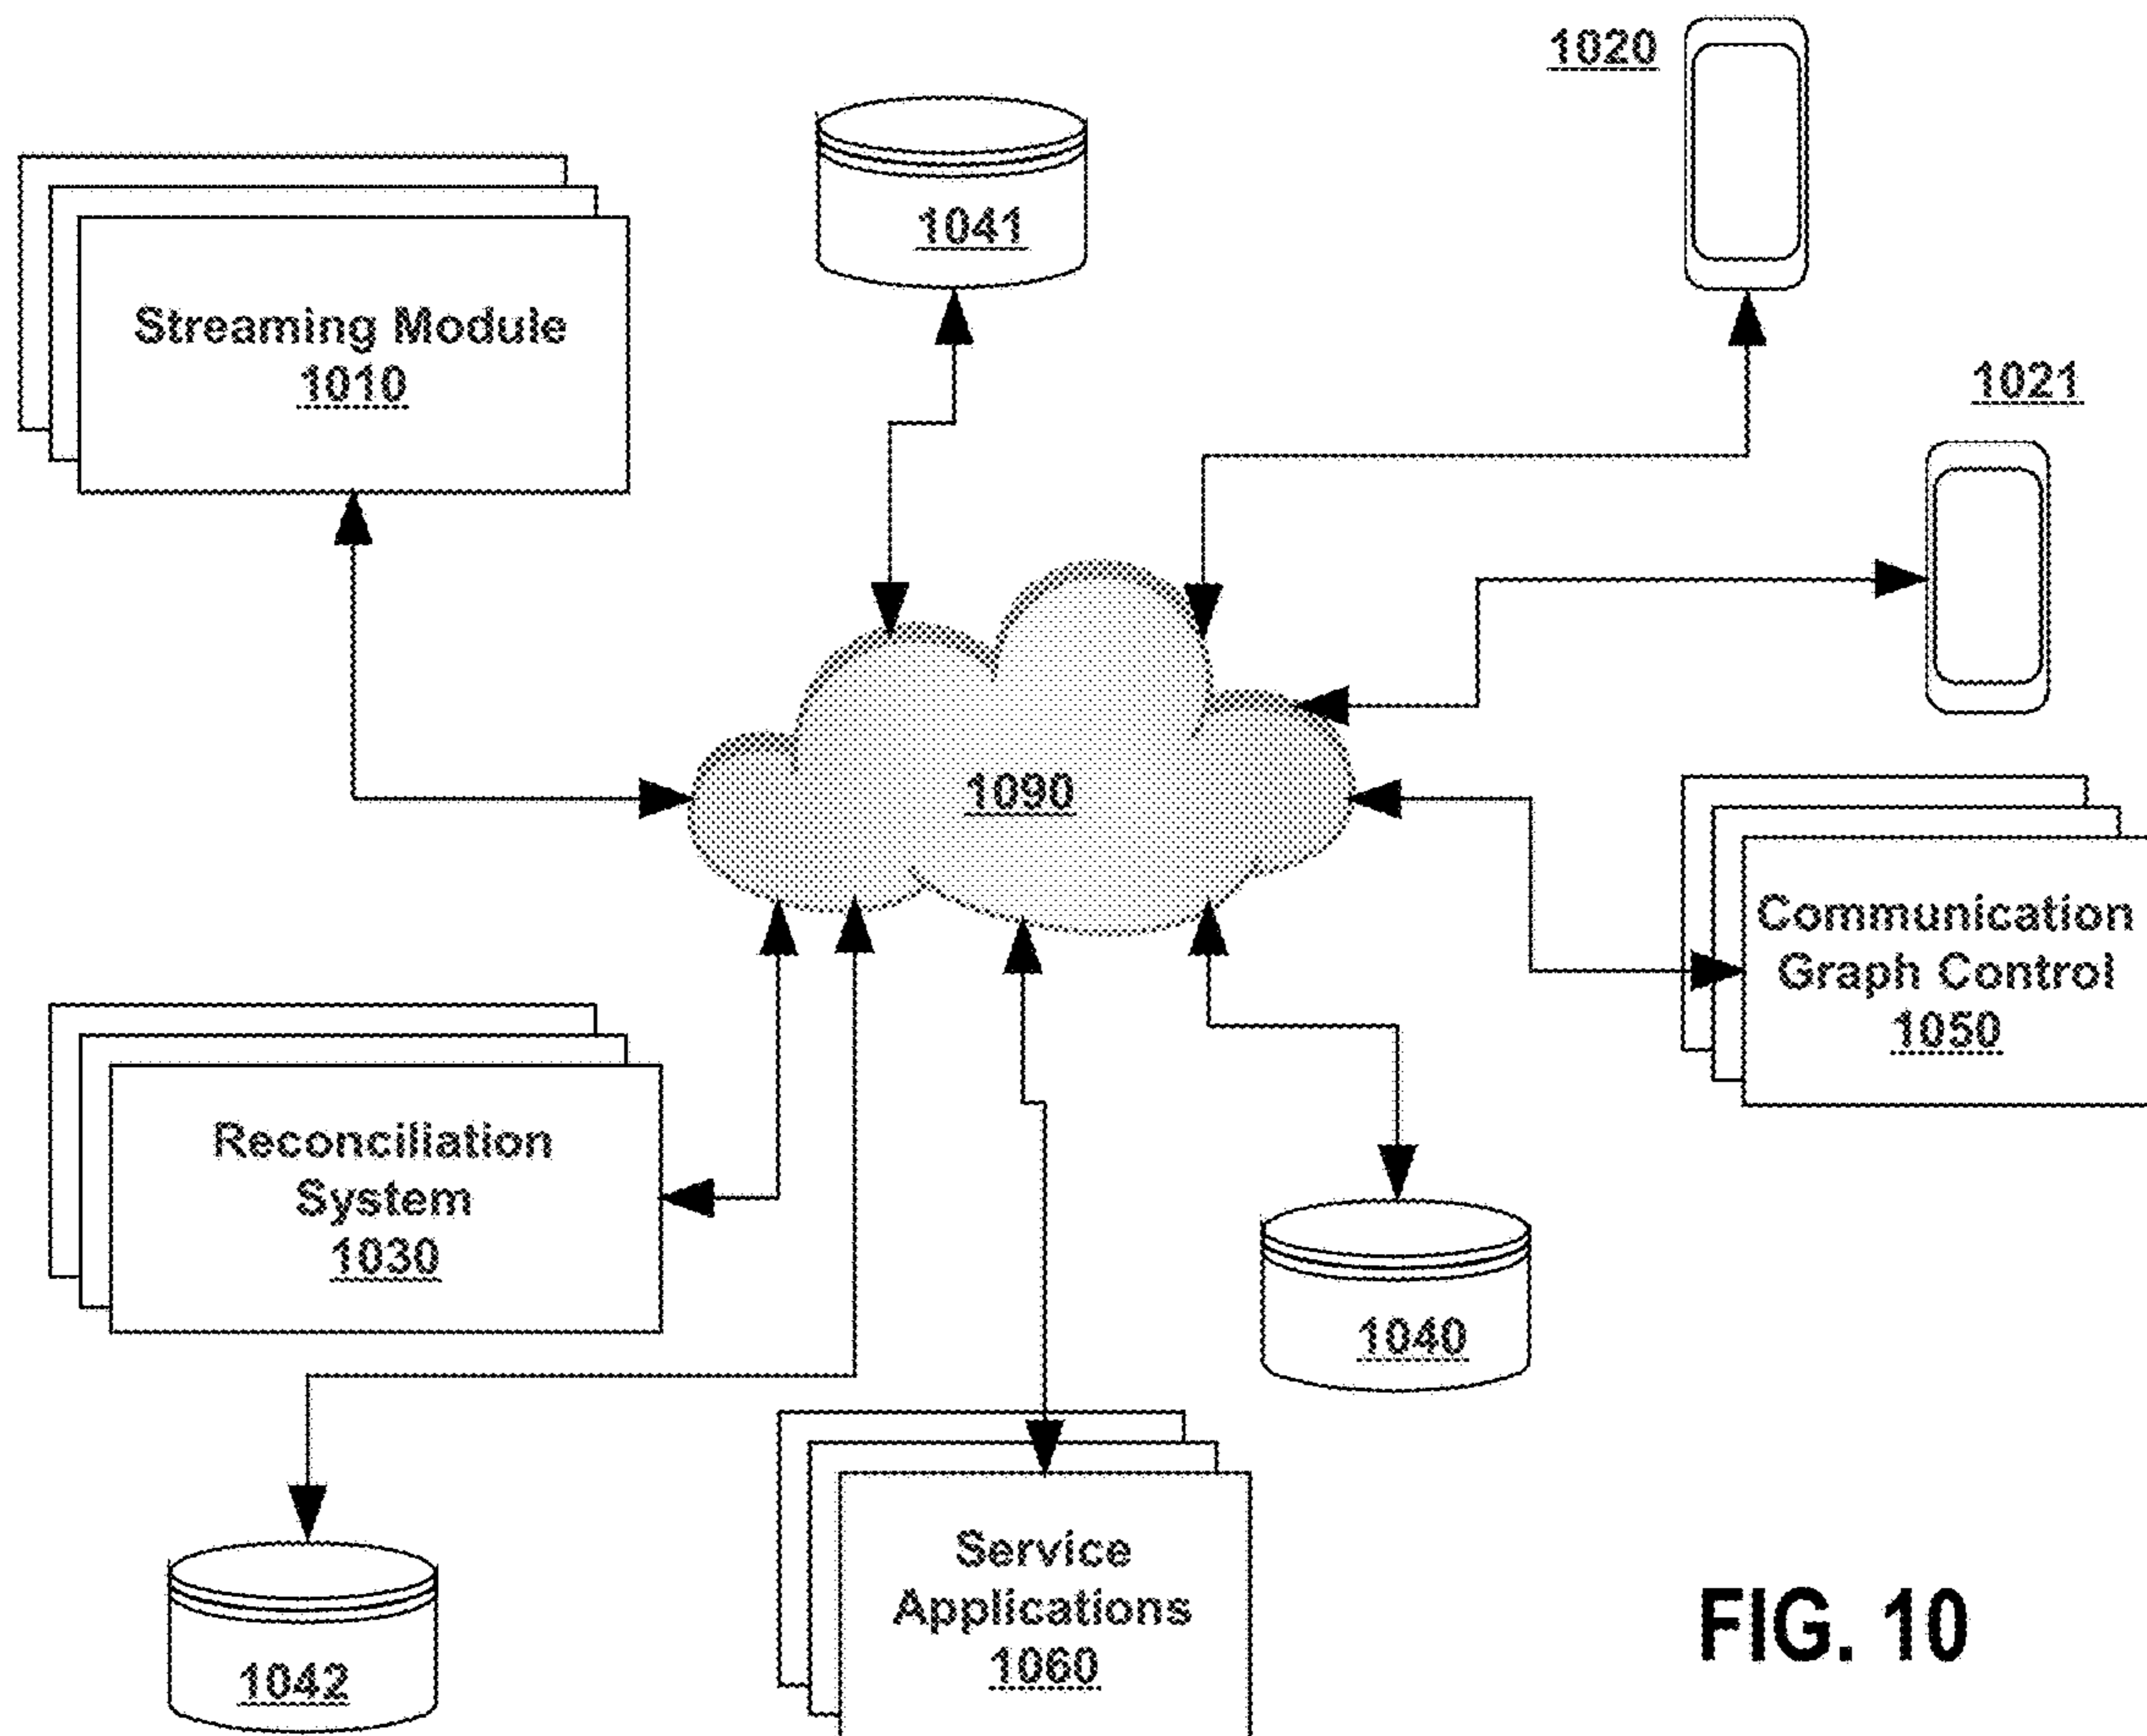 1020
1041
Streaming Module
1010
1021
1090
Communication
Graph Control
1050
Reconciliation
System
1030
1040
Service
Applications
1060
1042
FIG. 10